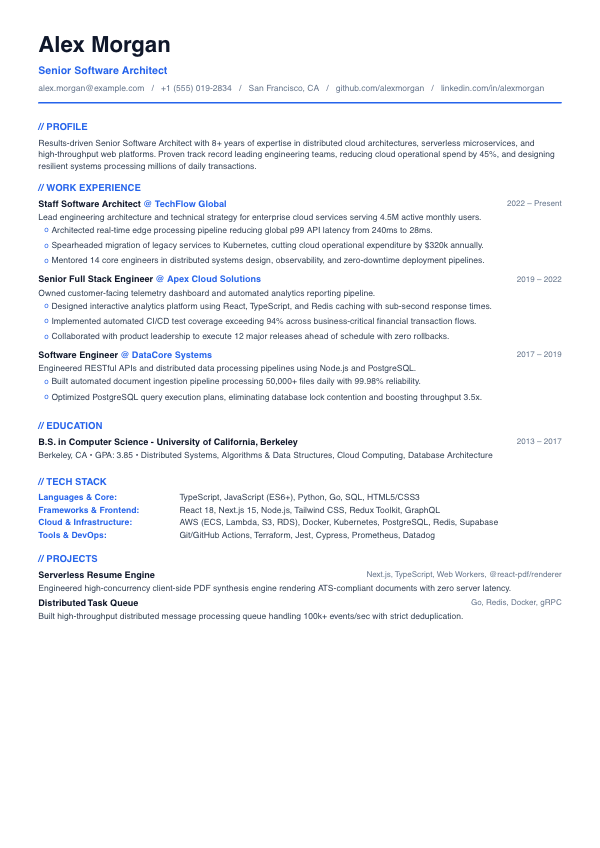 Alex Morgan
Senior Software Architect
alex.morgan@example.com / +1 (555) 019-2834 / San Francisco, CA / github.com/alexmorgan / linkedin.com/in/alexmorgan
// PROFILE
Results-driven Senior Software Architect with 8+ years of expertise in distributed cloud architectures, serverless microservices, and
high-throughput web platforms. Proven track record leading engineering teams, reducing cloud operational spend by 45%, and designing
resilient systems processing millions of daily transactions.
// WORK EXPERIENCE
Staff Software Architect @ TechFlow Global 2022 – Present
Lead engineering architecture and technical strategy for enterprise cloud services serving 4.5M active monthly users.
o Architected real-time edge processing pipeline reducing global p99 API latency from 240ms to 28ms.
o Spearheaded migration of legacy services to Kubernetes, cutting cloud operational expenditure by $320k annually.
o Mentored 14 core engineers in distributed systems design, observability, and zero-downtime deployment pipelines.
Senior Full Stack Engineer @ Apex Cloud Solutions 2019 – 2022
Owned customer-facing telemetry dashboard and automated analytics reporting pipeline.
o Designed interactive analytics platform using React, TypeScript, and Redis caching with sub-second response times.
o Implemented automated CI/CD test coverage exceeding 94% across business-critical financial transaction flows.
o Collaborated with product leadership to execute 12 major releases ahead of schedule with zero rollbacks.
Software Engineer @ DataCore Systems 2017 – 2019
Engineered RESTful APIs and distributed data processing pipelines using Node.js and PostgreSQL.
o Built automated document ingestion pipeline processing 50,000+ files daily with 99.98% reliability.
o Optimized PostgreSQL query execution plans, eliminating database lock contention and boosting throughput 3.5x.
// EDUCATION
B.S. in Computer Science - University of California, Berkeley 2013 – 2017
Berkeley, CA • GPA: 3.85 • Distributed Systems, Algorithms & Data Structures, Cloud Computing, Database Architecture
// TECH STACK
Languages & Core: TypeScript, JavaScript (ES6+), Python, Go, SQL, HTML5/CSS3
Frameworks & Frontend: React 18, Next.js 15, Node.js, Tailwind CSS, Redux Toolkit, GraphQL
Cloud & Infrastructure: AWS (ECS, Lambda, S3, RDS), Docker, Kubernetes, PostgreSQL, Redis, Supabase
Tools & DevOps: Git/GitHub Actions, Terraform, Jest, Cypress, Prometheus, Datadog
// PROJECTS
Serverless Resume Engine Next.js, TypeScript, Web Workers, @react-pdf/renderer
Engineered high-concurrency client-side PDF synthesis engine rendering ATS-compliant documents with zero server latency.
Distributed Task Queue Go, Redis, Docker, gRPC
Built high-throughput distributed message processing queue handling 100k+ events/sec with strict deduplication.